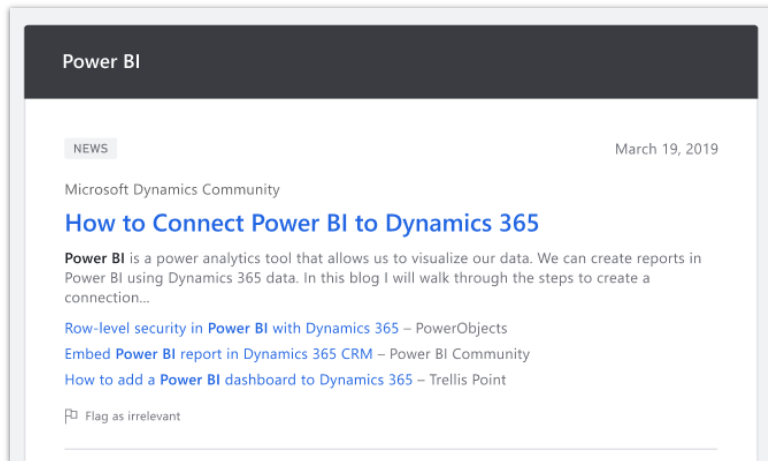 Power BI
NEWS
March 19, 2019
Microsoft Dynamics Community
How to Connect Power BI to Dynamics 365
Power BI is a power analytics tool that allows us to visualize our data. We can create reports in
Power BI using Dynamics 365 data. In this blog I will walk through the steps to create a
connection...
Row-level security in Power BI with Dynamics 365 – PowerObjects
Embed Power BI report in Dynamics 365 CRM – Power BI Community
How to add a Power BI dashboard to Dynamics 365 – Trellis Point
Flag as irrelevant